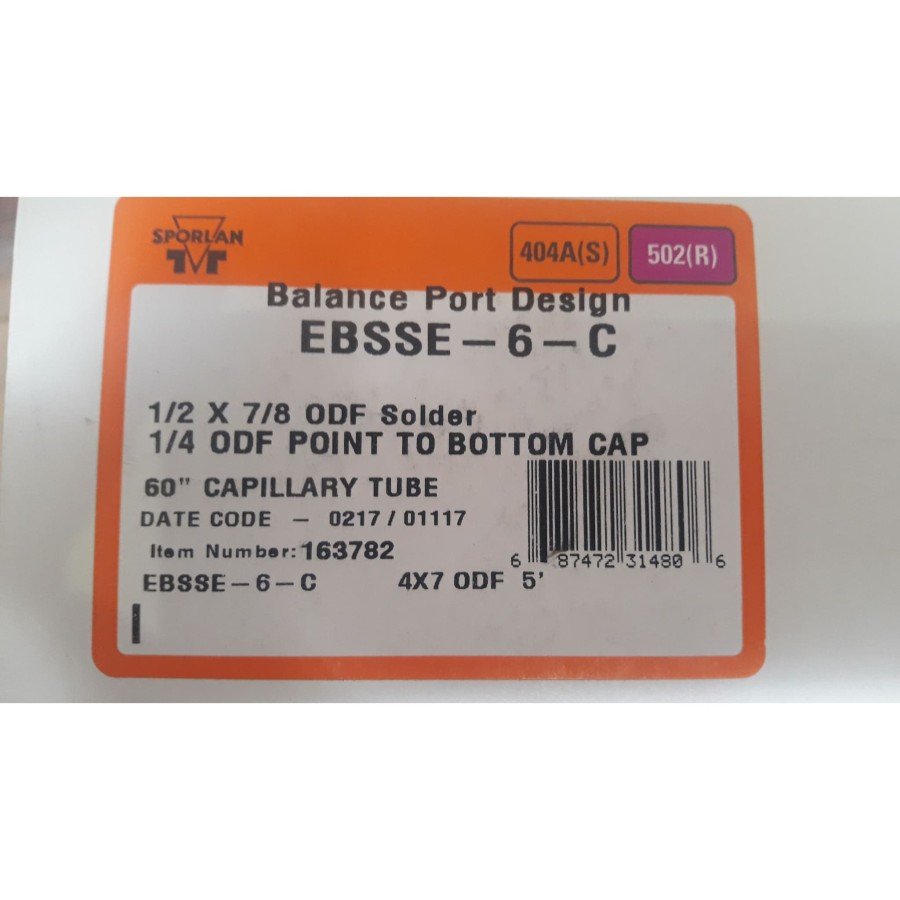 SPORLAN
404A(S) 502(R)
Balance Port Design
EBSSE - 6 - C
1/2 X 7/8 ODF Solder
1/4 ODF POINT TO BOTTOM CAP
60" CAPILLARY TUBE
DATE CODE - 0217 / 01117
Item Number: 163782
6 87472 31480 6
EBSSE - 6 - C 4X7 ODF 5'